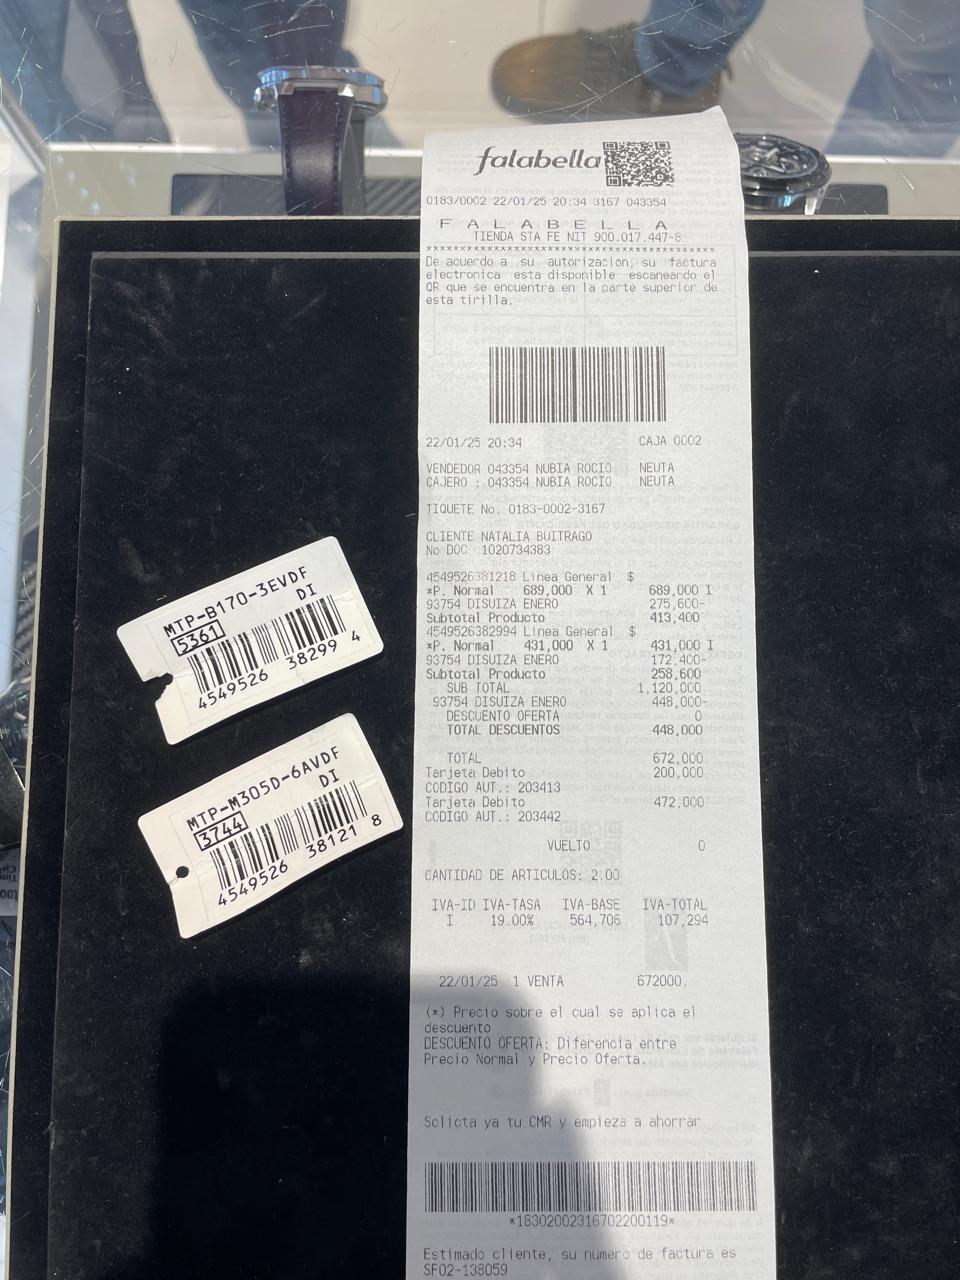 falabella
0183/0002 22/01/25 20:34 3167 043354
F A L A B E L L A
TIENDA STA FE NIT 900.017.447-8
****************************************
De acuerdo a su autorizacion, su factura
electronica esta disponible escaneando el
QR que se encuentra en la parte superior de
esta tirilla.
22/01/25 20:34 CAJA 0002
VENDEDOR 043354 NUBIA ROCIO NEUTA
CAJERO : 043354 NUBIA ROCIO NEUTA
TIQUETE No. 0183-0002-3167
CLIENTE NATALIA BUITRAGO
No DOC 1020734383
4549526381218 Linea General $
*P. Normal 689,000 X 1 689,000 I
93754 DISUIZA ENERO 275,600-
Subtotal Producto 413,400
4549526382994 Linea General $
*P. Normal 431,000 X 1 431,000 I
93754 DISUIZA ENERO 172,400-
Subtotal Producto 258,600
SUB TOTAL 1,120,000
93754 DISUIZA ENERO 448,000-
DESCUENTO OFERTA 0
TOTAL DESCUENTOS 448,000
TOTAL 672,000
Tarjeta Debito 200,000
CODIGO AUT.: 203413
Tarjeta Debito 472,000
CODIGO AUT.: 203442
VUELTO 0
CANTIDAD DE ARTICULOS: 2.00
IVA-ID IVA-TASA IVA-BASE IVA-TOTAL
I 19.00% 564,706 107,294
22/01/25 1 VENTA 672000.
(*) Precio sobre el cual se aplica el
descuento
DESCUENTO OFERTA: Diferencia entre
Precio Normal y Precio Oferta.
Solicta ya tu CMR y empieza a ahorrar
*18302002316702200119*
Estimado cliente, su numero de factura es
SF02-138059
MTP-B170-3EVDF
5361 DI
4549526 38299 4
MTP-M305D-6AVDF
3744 DI
4549526 38121 8